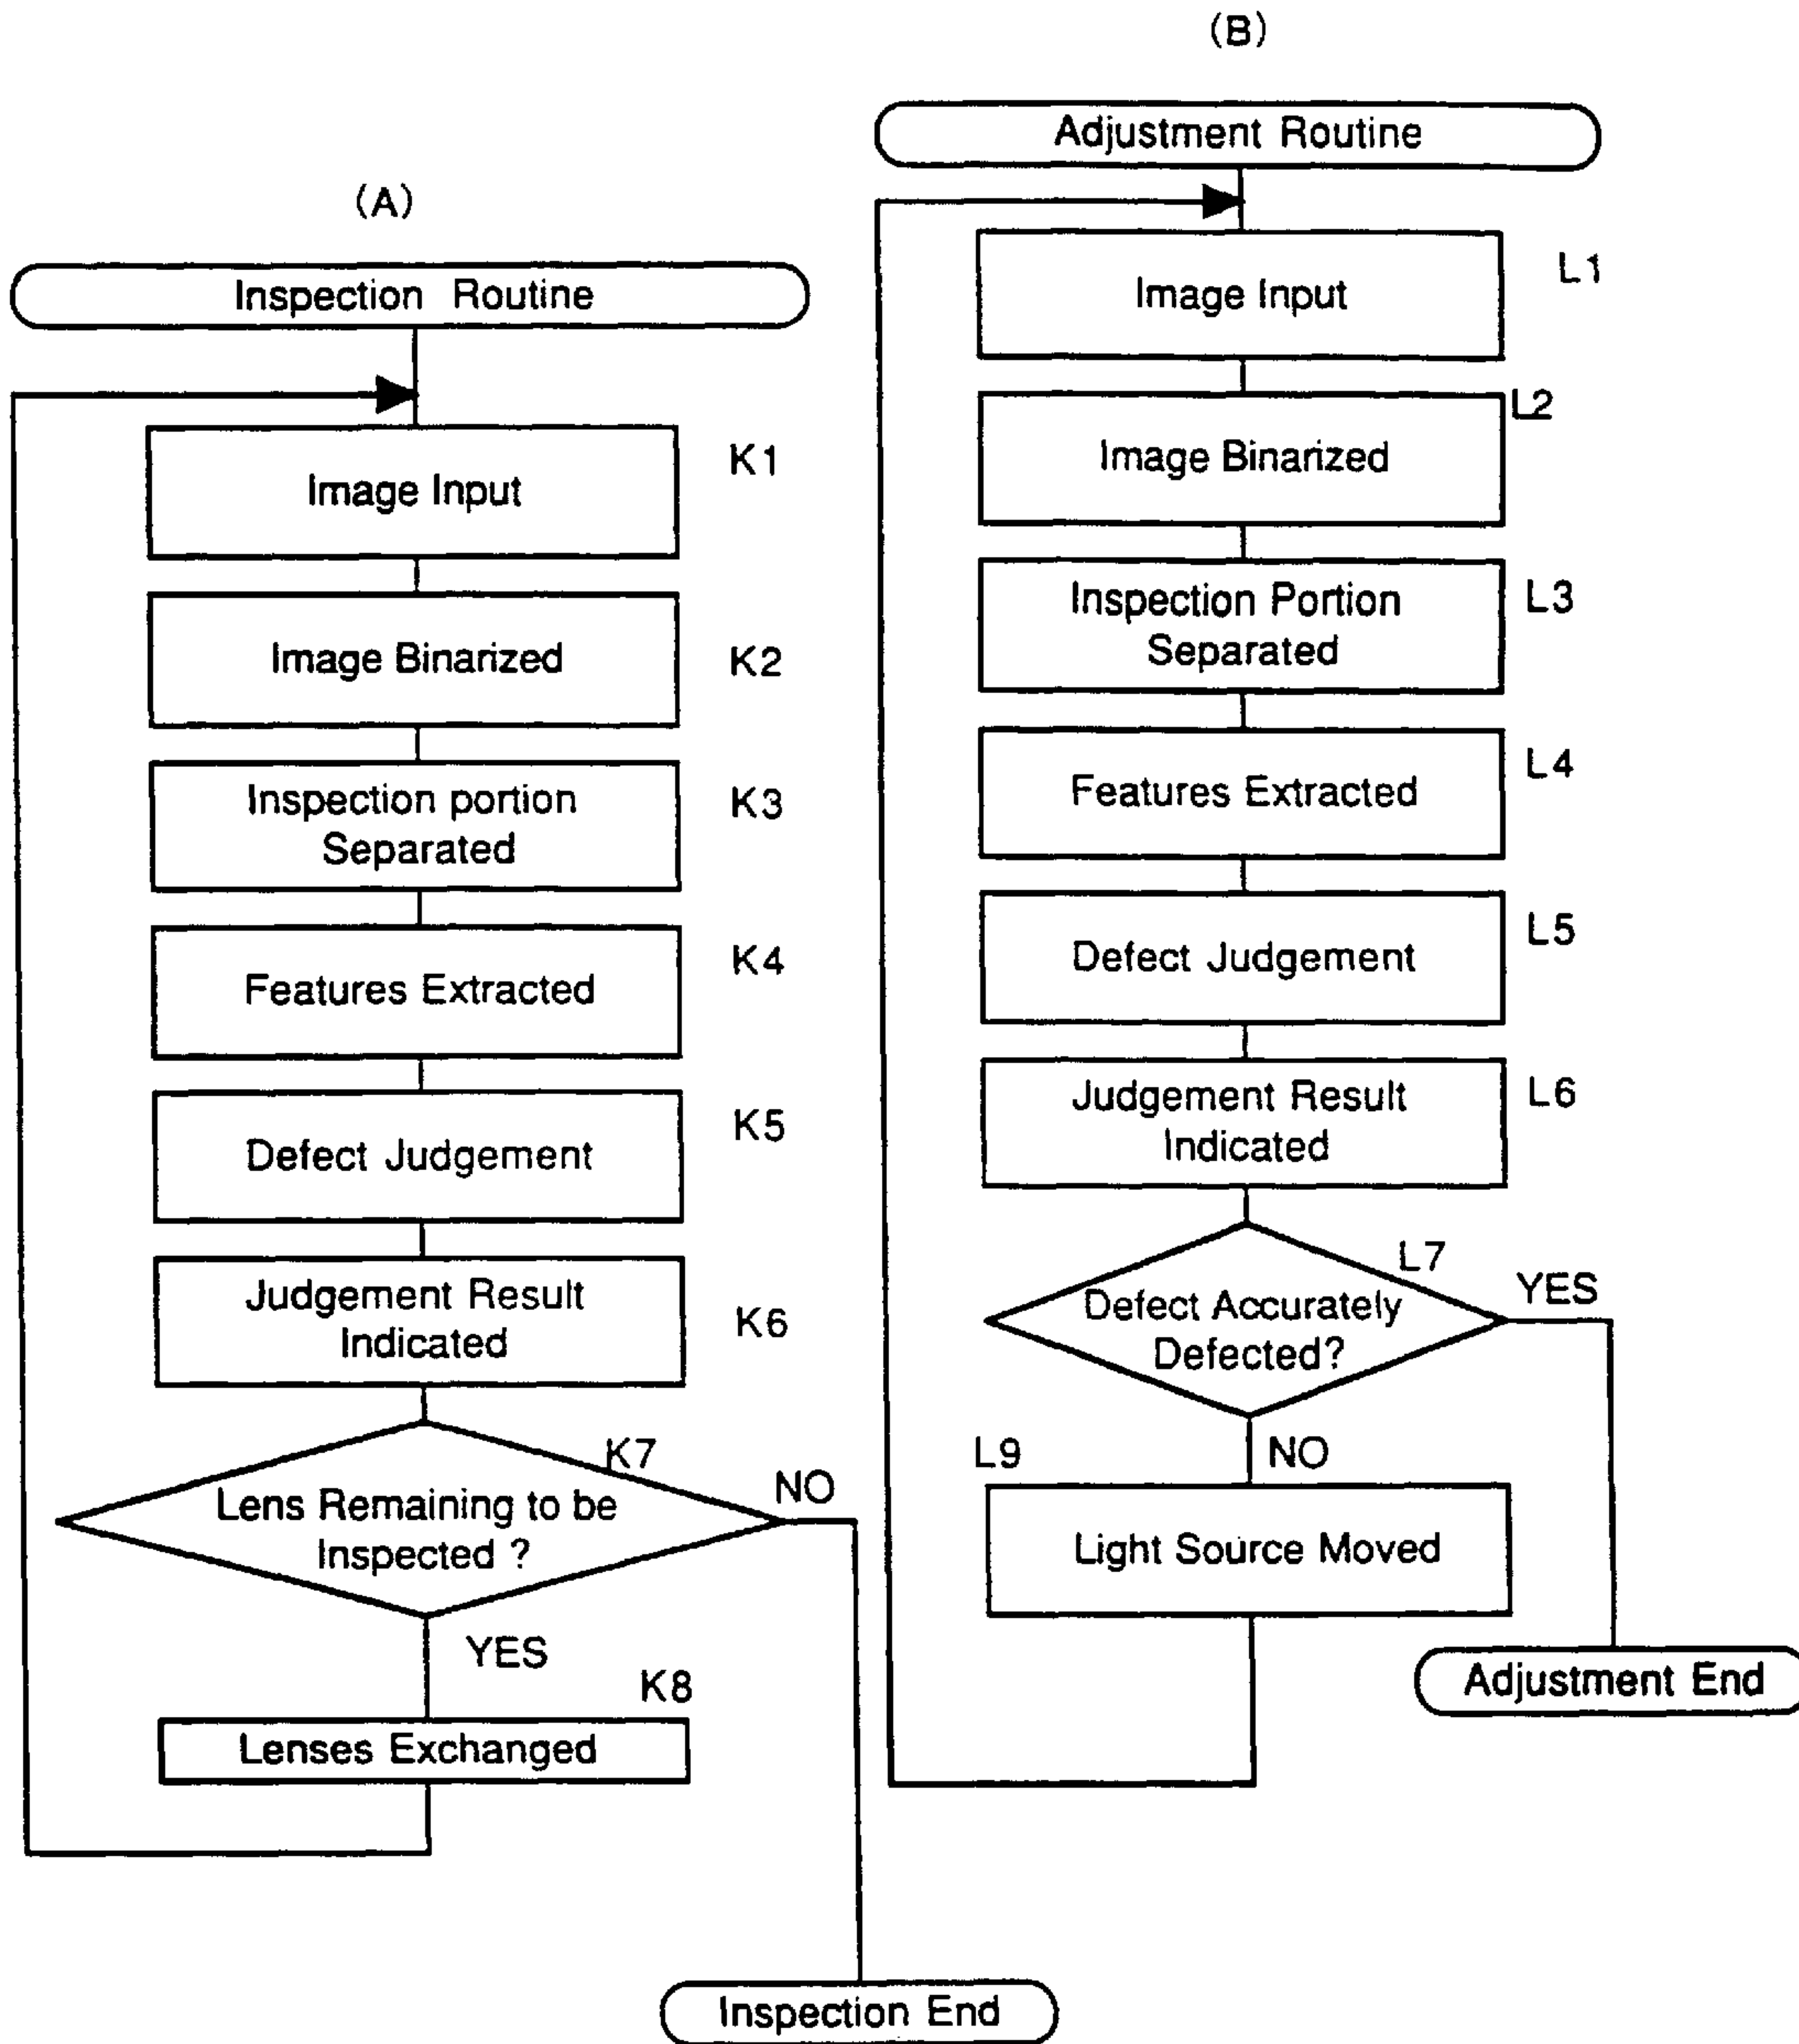 (A)
Inspection Routine
Image Input
K1
Image Binarized
K2
Inspection portion
Separated
K3
Features Extracted
K4
Defect Judgement
K5
Judgement Result
Indicated
K6
K7
Lens Remaining to be
Inspected ?
NO
YES
K8
Lenses Exchanged
Inspection End
(B)
Adjustment Routine
Image Input
L1
Image Binarized
L2
Inspection Portion
Separated
L3
Features Extracted
L4
Defect Judgement
L5
Judgement Result
Indicated
L6
L7
Defect Accurately
Defected?
YES
NO
L9
Light Source Moved
Adjustment End